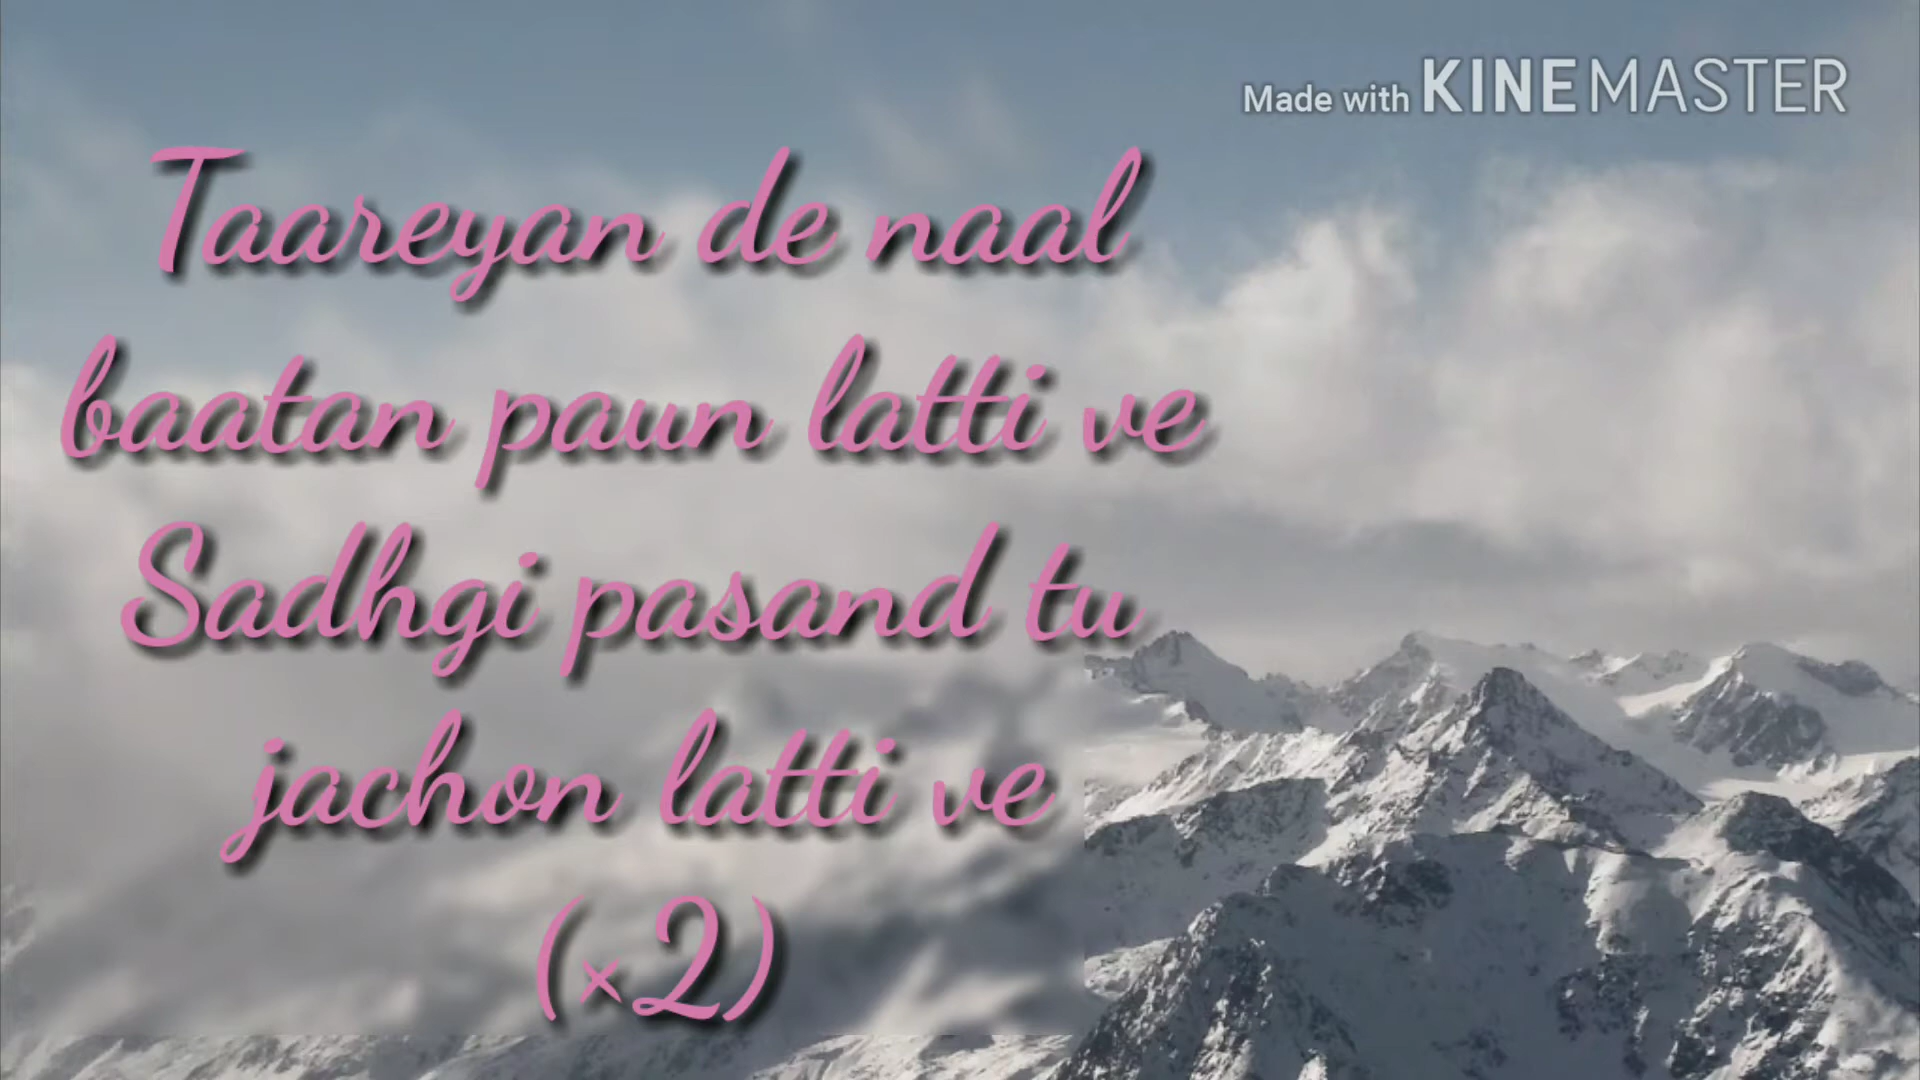 Made with KINEMASTER
Taareyan de naal
baatan paun latti ve
Sadhgi pasand tu
jachon latti ve
(×2)